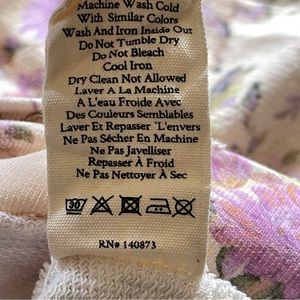 Machine Wash Cold
With Similar Colors
Wash And Iron Inside Out
Do Not Tumble Dry
Do Not Bleach
Cool Iron
Dry Clean Not Allowed
Laver A La Machine
A L'eau Froide Avec
Des Couleurs Semblables
Laver et Repasser L'envers
Ne Pas Sécher En Machine
Ne Pas Javelliser
Repasser à Froid
Ne Pas Nettoyer À Sec
30
RN# 140873